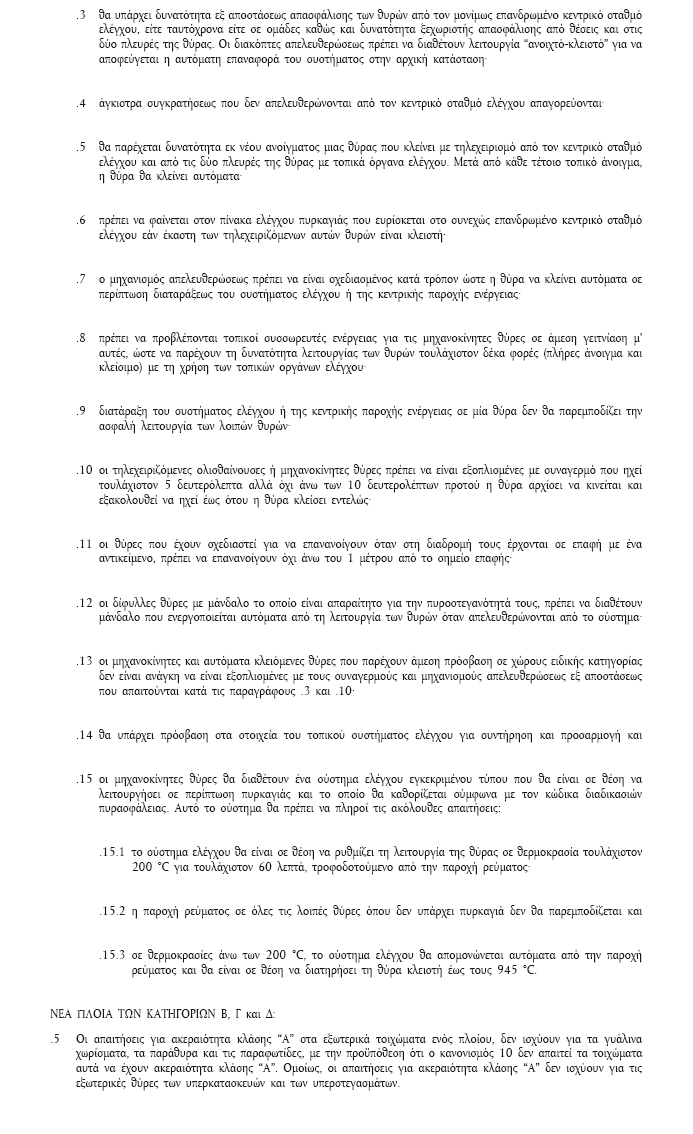 .3 θα υπάρχει δυνατότητα εξ αποστάσεως απασφάλισης των θυρών από τον μονίμως επανδρωμένο κεντρικό σταθμό
ελέγχου, είτε ταυτόχρονα είτε σε ομάδες καθώς και δυνατότητα ξεχωριστής απασφάλισης από θέσεις και στις
δύο πλευρές της θύρας. Οι διακόπτες απελευθερώσεως πρέπει να διαθέτουν λειτουργία “ανοιχτό-κλειστό” για να
αποφεύγεται η αυτόματη επαναφορά του συστήματος στην αρχική κατάσταση·
.4 άγκιστρα συγκρατήσεως που δεν απελευθερώνονται από τον κεντρικό σταθμό ελέγχου απαγορεύονται·
.5 θα παρέχεται δυνατότητα εκ νέου ανοίγματος μιας θύρας που κλείνει με τηλεχειρισμό από τον κεντρικό σταθμό
ελέγχου και από τις δύο πλευρές της θύρας με τοπικά όργανα ελέγχου. Μετά από κάθε τέτοιο τοπικό άνοιγμα,
η θύρα θα κλείνει αυτόματα·
.6 πρέπει να φαίνεται στον πίνακα ελέγχου πυρκαγιάς που ευρίσκεται στο συνεχώς επανδρωμένο κεντρικό σταθμό
ελέγχου εάν έκαστη των τηλεχειριζόμενων αυτών θυρών είναι κλειστή·
.7 ο μηχανισμός απελευθερώσεως πρέπει να είναι σχεδιασμένος κατά τρόπον ώστε η θύρα να κλείνει αυτόματα σε
περίπτωση διαταράξεως του συστήματος ελέγχου ή της κεντρικής παροχής ενέργειας·
.8 πρέπει να προβλέπονται τοπικοί συσσωρευτές ενέργειας για τις μηχανοκίνητες θύρες σε άμεση γειτνίαση μ’
αυτές, ώστε να παρέχουν τη δυνατότητα λειτουργίας των θυρών τουλάχιστον δέκα φορές (πλήρες άνοιγμα και
κλείσιμο) με τη χρήση των τοπικών οργάνων ελέγχου·
.9 διατάραξη του συστήματος ελέγχου ή της κεντρικής παροχής ενέργειας σε μία θύρα δεν θα παρεμποδίζει την
ασφαλή λειτουργία των λοιπών θυρών·
.10 οι τηλεχειριζόμενες ολισθαίνουσες ή μηχανοκίνητες θύρες πρέπει να είναι εξοπλισμένες με συναγερμό που ηχεί
τουλάχιστον 5 δευτερόλεπτα αλλά όχι άνω των 10 δευτερολέπτων προτού η θύρα αρχίσει να κινείται και
εξακολουθεί να ηχεί έως ότου η θύρα κλείσει εντελώς·
.11 οι θύρες που έχουν σχεδιαστεί για να επανανοίγουν όταν στη διαδρομή τους έρχονται σε επαφή με ένα
αντικείμενο, πρέπει να επανανοίγουν όχι άνω του 1 μέτρου από το σημείο επαφής·
.12 οι δίφυλλες θύρες με μάνδαλο το οποίο είναι απαραίτητο για την πυροστεγανότητά τους, πρέπει να διαθέτουν
μάνδαλο που ενεργοποιείται αυτόματα από τη λειτουργία των θυρών όταν απελευθερώνονται από το σύστημα·
.13 οι μηχανοκίνητες και αυτόματα κλειόμενες θύρες που παρέχουν άμεση πρόσβαση σε χώρους ειδικής κατηγορίας
δεν είναι ανάγκη να είναι εξοπλισμένες με τους συναγερμούς και μηχανισμούς απελευθερώσεως εξ αποστάσεως
που απαιτούνται κατά τις παραγράφους .3 και .10·
.14 θα υπάρχει πρόσβαση στα στοιχεία του τοπικού συστήματος ελέγχου για συντήρηση και προσαρμογή και
.15 οι μηχανοκίνητες θύρες θα διαθέτουν ένα σύστημα ελέγχου εγκεκριμένου τύπου που θα είναι σε θέση να
λειτουργήσει σε περίπτωση πυρκαγιάς και το οποίο θα καθορίζεται σύμφωνα με τον κώδικα διαδικασιών
πυρασφάλειας. Αυτό το σύστημα θα πρέπει να πληροί τις ακόλουθες απαιτήσεις:
.15.1 το σύστημα ελέγχου θα είναι σε θέση να ρυθμίζει τη λειτουργία της θύρας σε θερμοκρασία τουλάχιστον
200 °C για τουλάχιστον 60 λεπτά, τροφοδοτούμενο από την παροχή ρεύματος·
.15.2 η παροχή ρεύματος σε όλες τις λοιπές θύρες όπου δεν υπάρχει πυρκαγιά δεν θα παρεμποδίζεται και
.15.3 σε θερμοκρασίες άνω των 200 °C, το σύστημα ελέγχου θα απομονώνεται αυτόματα από την παροχή
ρεύματος και θα είναι σε θέση να διατηρήσει τη θύρα κλειστή έως τους 945 °C.
ΝΕΑ ΠΛΟΙΑ ΤΩΝ ΚΑΤΗΓΟΡΙΩΝ Β, Γ και Δ:
.5 Οι απαιτήσεις για ακεραιότητα κλάσης “Α” στα εξωτερικά τοιχώματα ενός πλοίου, δεν ισχύουν για τα γυάλινα
χωρίσματα, τα παράθυρα και τις παραφωτίδες, με την προϋπόθεση ότι ο κανονισμός 10 δεν απαιτεί τα τοιχώματα
αυτά να έχουν ακεραιότητα κλάσης “Α”. Ομοίως, οι απαιτήσεις για ακεραιότητα κλάσης “Α” δεν ισχύουν για τις
εξωτερικές θύρες των υπερκατασκευών και των υπεροτεγασμάτων.